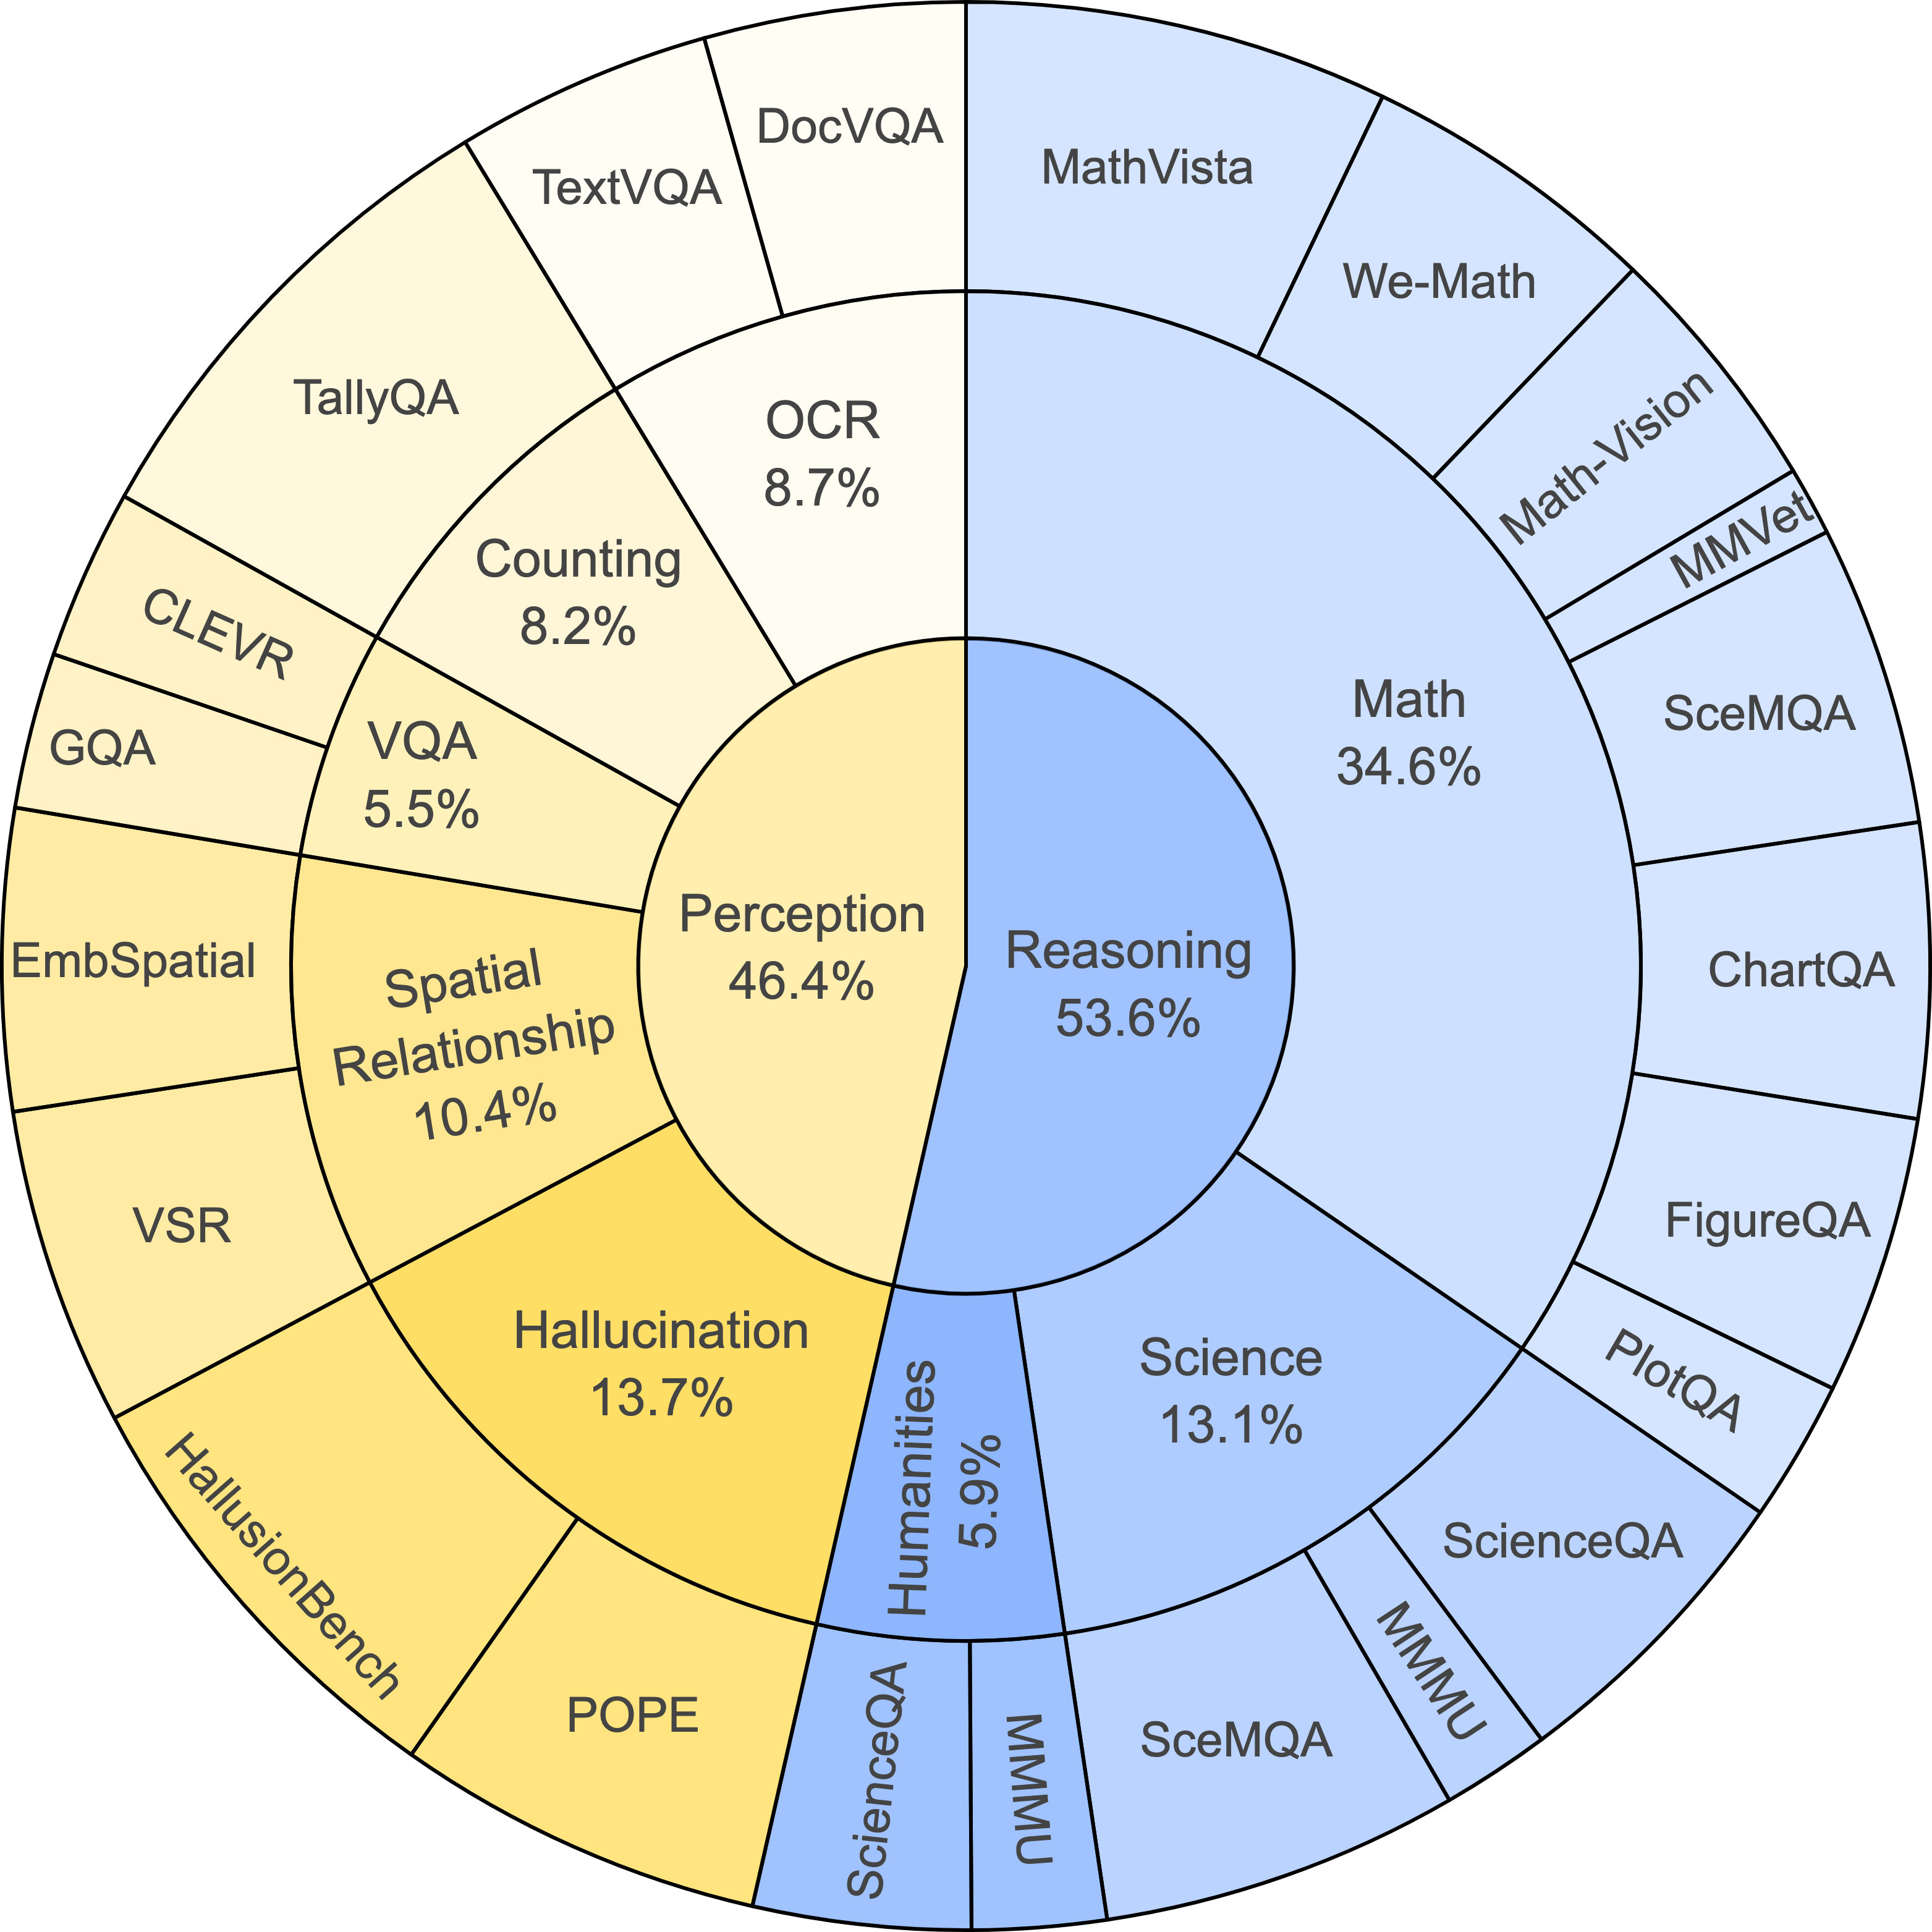 DocVQA
MathVista
TextVQA
We-Math
TallyQA
OCR
8.7%
Math-Vision
MMVet
Counting
8.2%
CLEVR
GQA
VQA
5.5%
Math
34.6%
SceMQA
Perception
46.4%
Reasoning
53.6%
EmbSpatial
Spatial
Relationship
10.4%
ChartQA
VSR
FigureQA
Hallucination
13.7%
Humanities
5.9%
Science
13.1%
PlotQA
HallusionBench
POPE
ScienceQA
MMMU
SceMQA
MMMU
ScienceQA